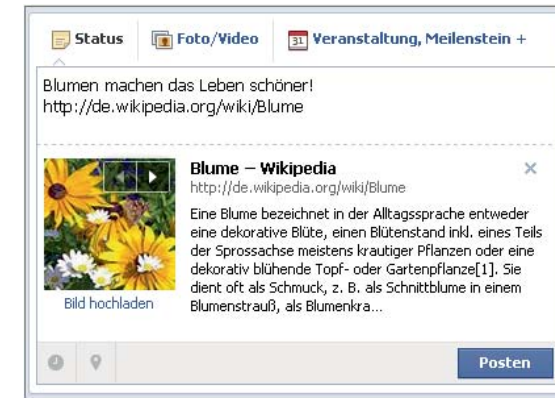 Status Foto/Video 31 Veranstaltung, Meilenstein +
Blumen machen das Leben schöner!
http://de.wikipedia.org/wiki/Blume
Blume – Wikipedia
http://de.wikipedia.org/wiki/Blume
Eine Blume bezeichnet in der Alltagssprache entweder
eine dekorative Blüte, einen Blütenstand inkl. eines Teils
der Sprossachse meistens krautiger Pflanzen oder eine
dekorativ blühende Topf- oder Gartenpflanze[1]. Sie
dient oft als Schmuck, z. B. als Schnittblume in einem
Blumenstrauß, als Blumenkra...
Bild hochladen
Posten